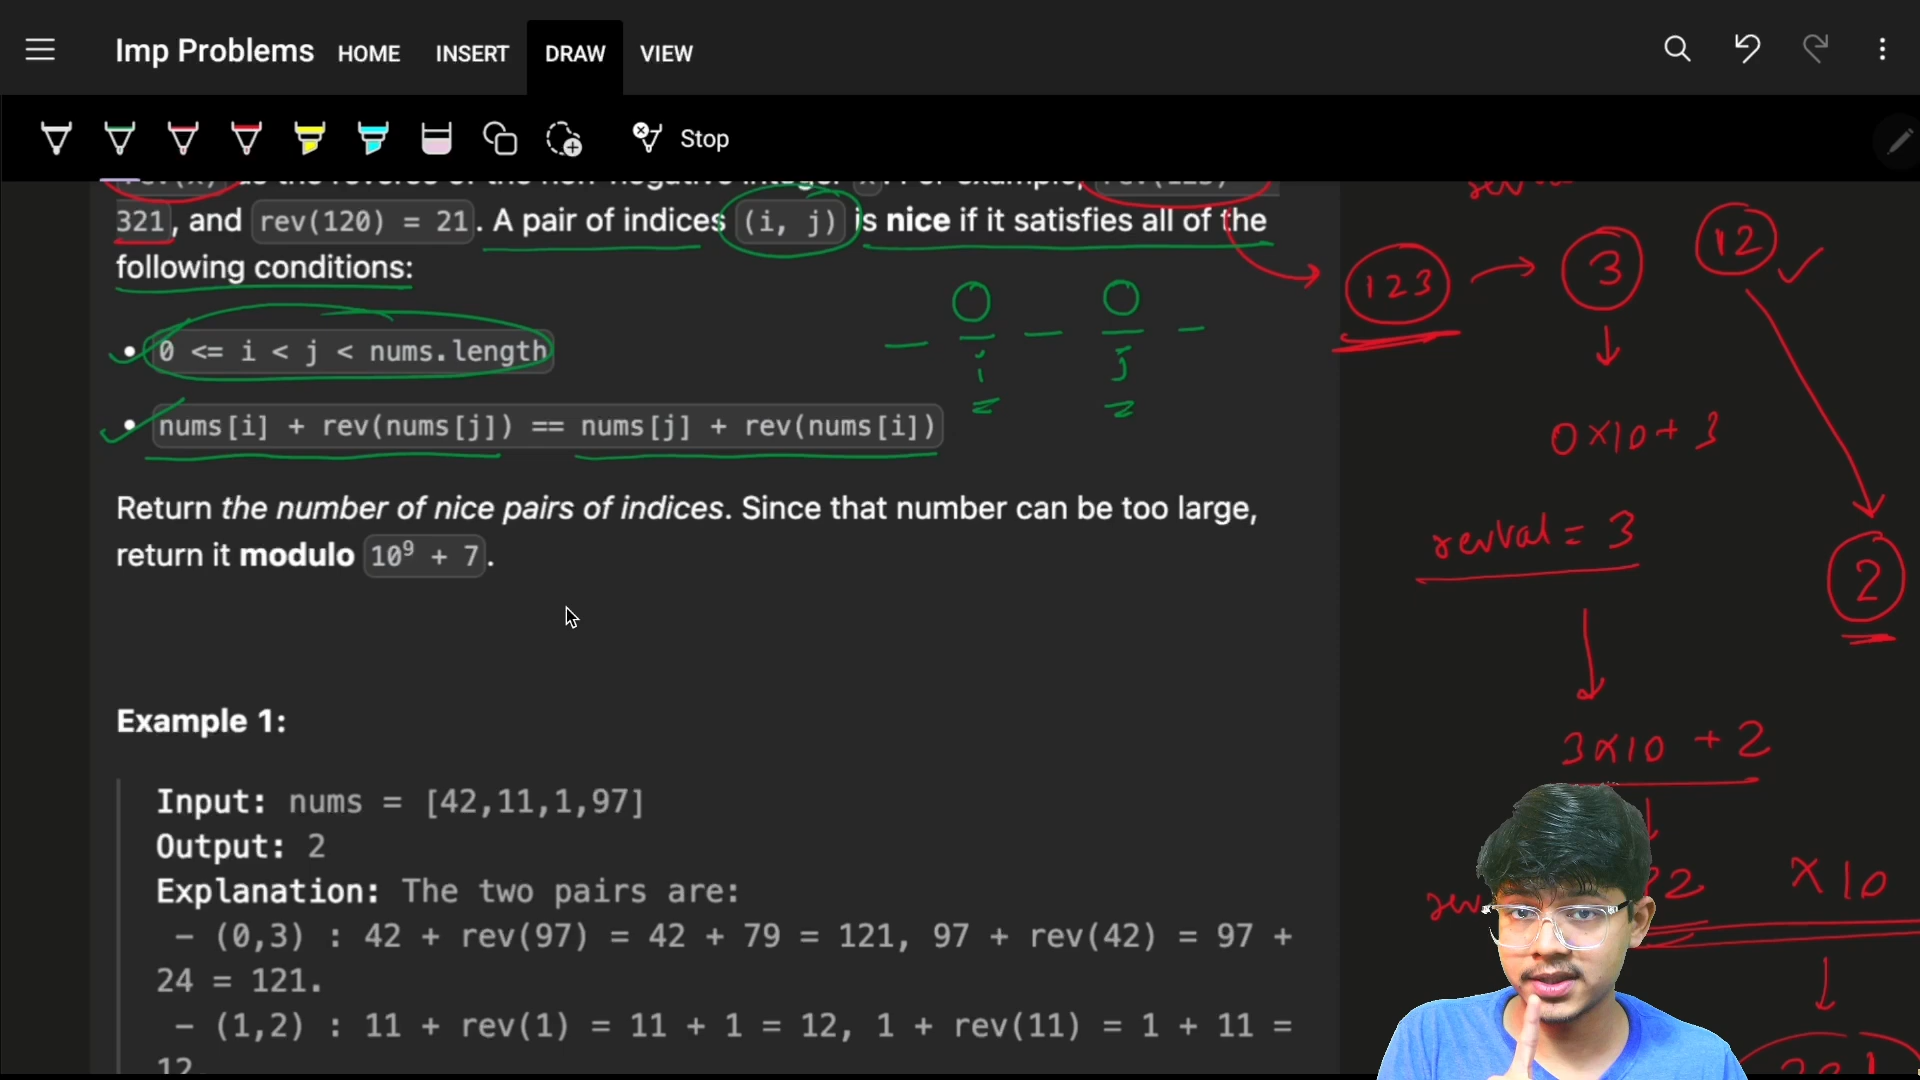 Imp Problems HOME INSERT DRAW VIEW
Stop
321, and rev(120) = 21. A pair of indices (i, j) is nice if it satisfies all of the
following conditions:
0 <= i < j < nums.length
nums[i] + rev(nums[j]) == nums[j] + rev(nums[i])
Return the number of nice pairs of indices. Since that number can be too large,
return it modulo 10⁹ + 7.
Example 1:
Input: nums = [42,11,1,97]
Output: 2
Explanation: The two pairs are:
- (0,3) : 42 + rev(97) = 42 + 79 = 121, 97 + rev(42) = 97 +
24 = 121.
- (1,2) : 11 + rev(1) = 11 + 1 = 12, 1 + rev(11) = 1 + 11 =
12.
i j
123 3 12
0×10+ 3
revVal = 3
2
3×10 + 2
×10